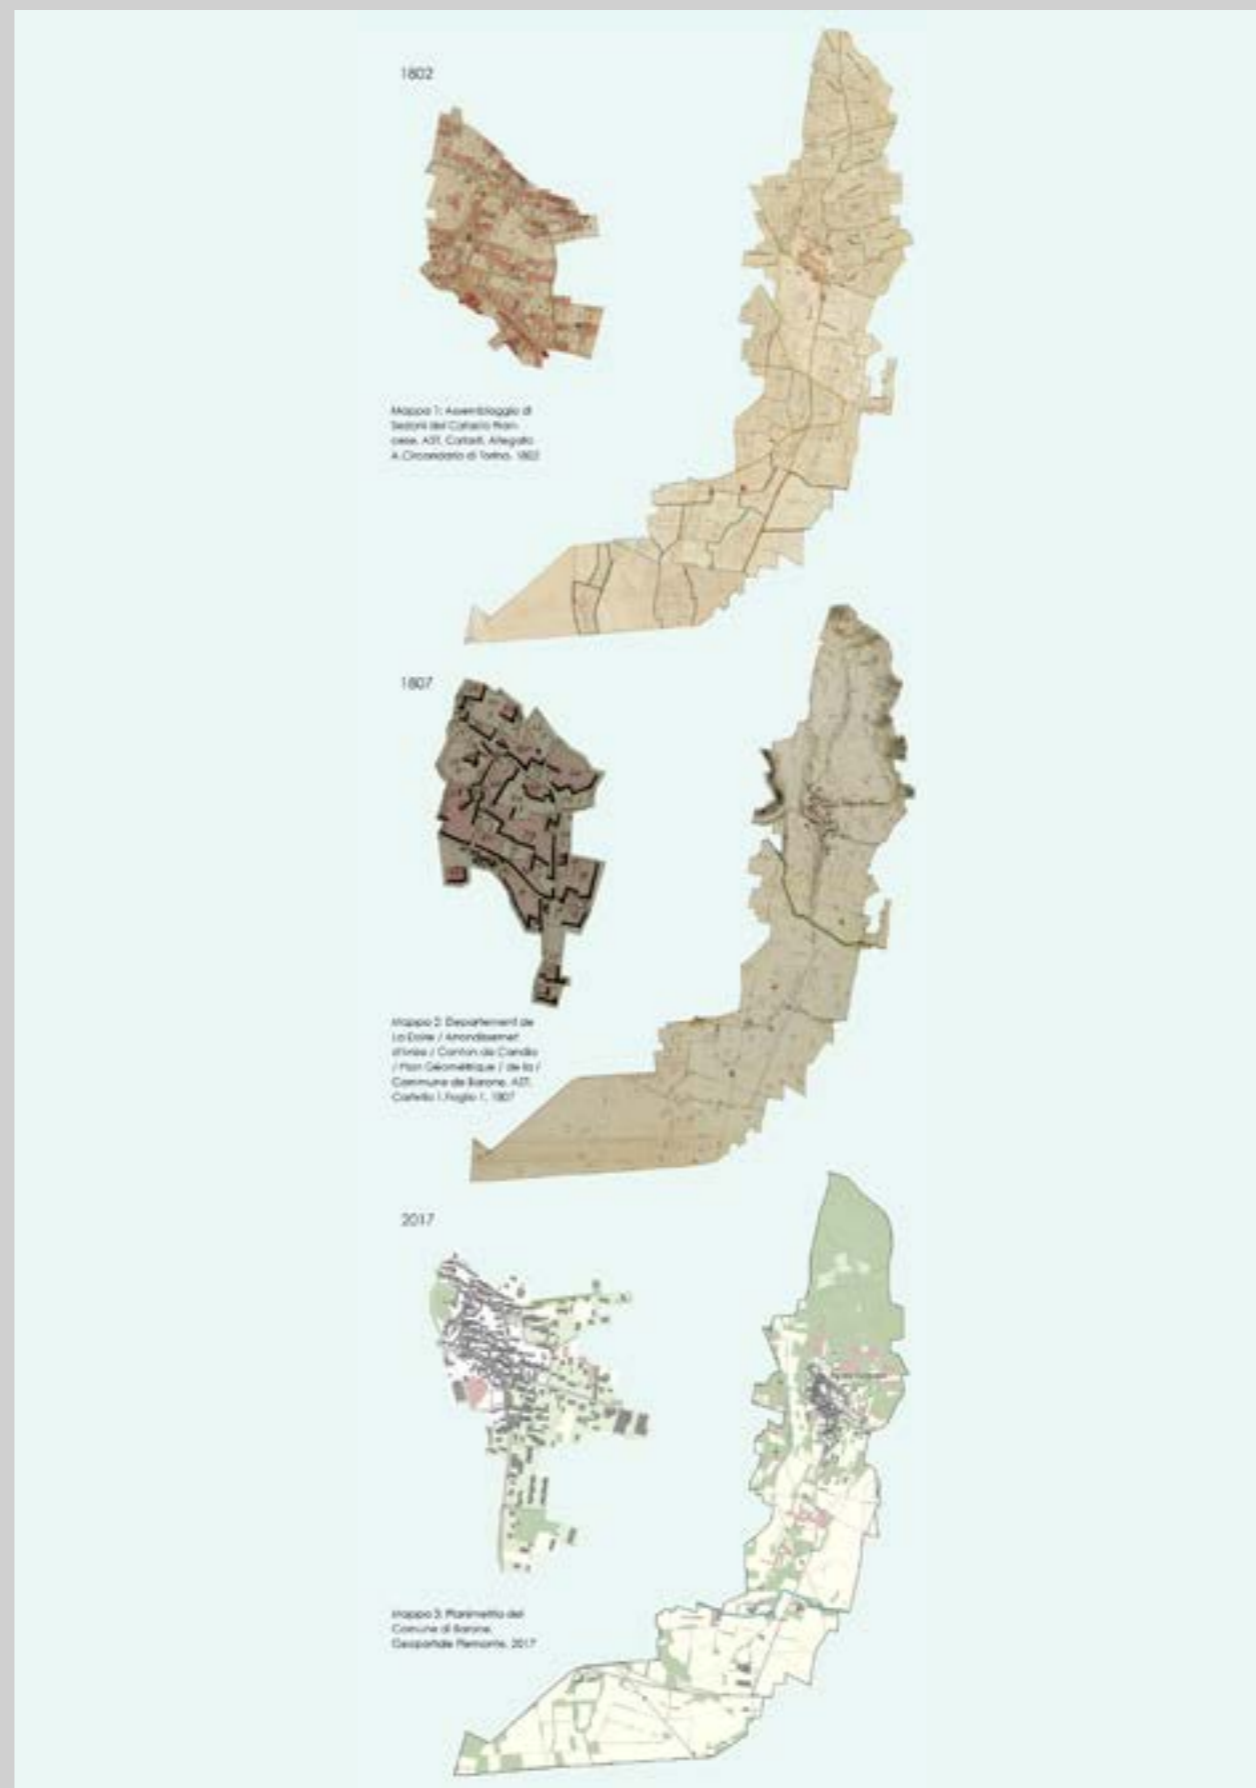 1802
Mappa 1: Assemblaggio di
Sezioni del Catasto Fran-
cese, AST, Catasti, Allegato
A.Circondario di Torino, 1802
1807
Mappa 2: Departement de
La Doire / Arrondissemet
d'Ivrée / Canton de Candia
/ Plan Géométrique / de la /
Commune de Barone, AST,
Cartella 1,Foglio 1, 1807
2017
Mappa 3: Planimetria del
Comune di Barone,
Geoportale Piemonte, 2017